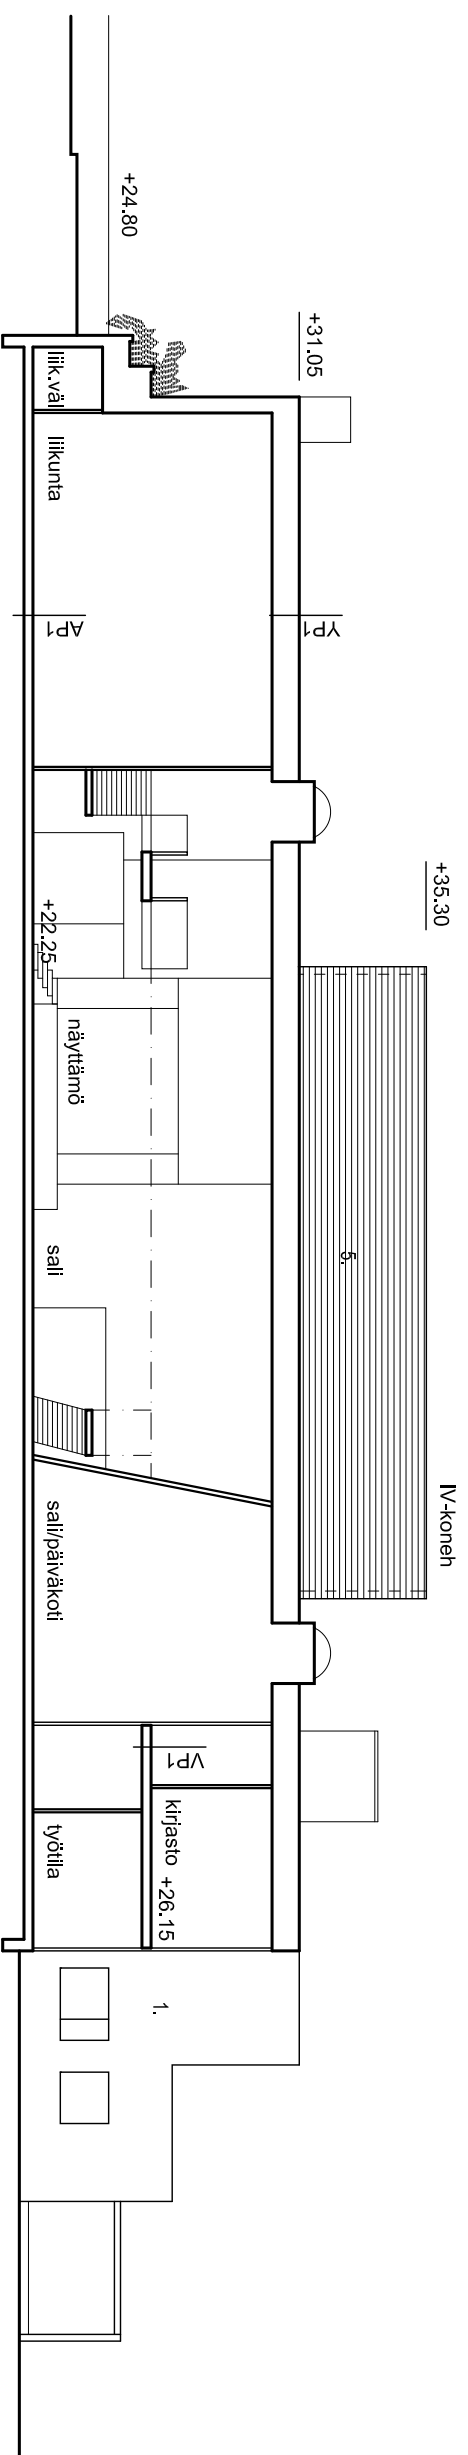 +24.80
+31.05
liik.väl
liikunta
AP1
YP1
+35.30
+22.25
näyttämö
sali
5.
IV-koneh
sali/päiväkoti
VP1
kirjasto +26.15
työtila
1.